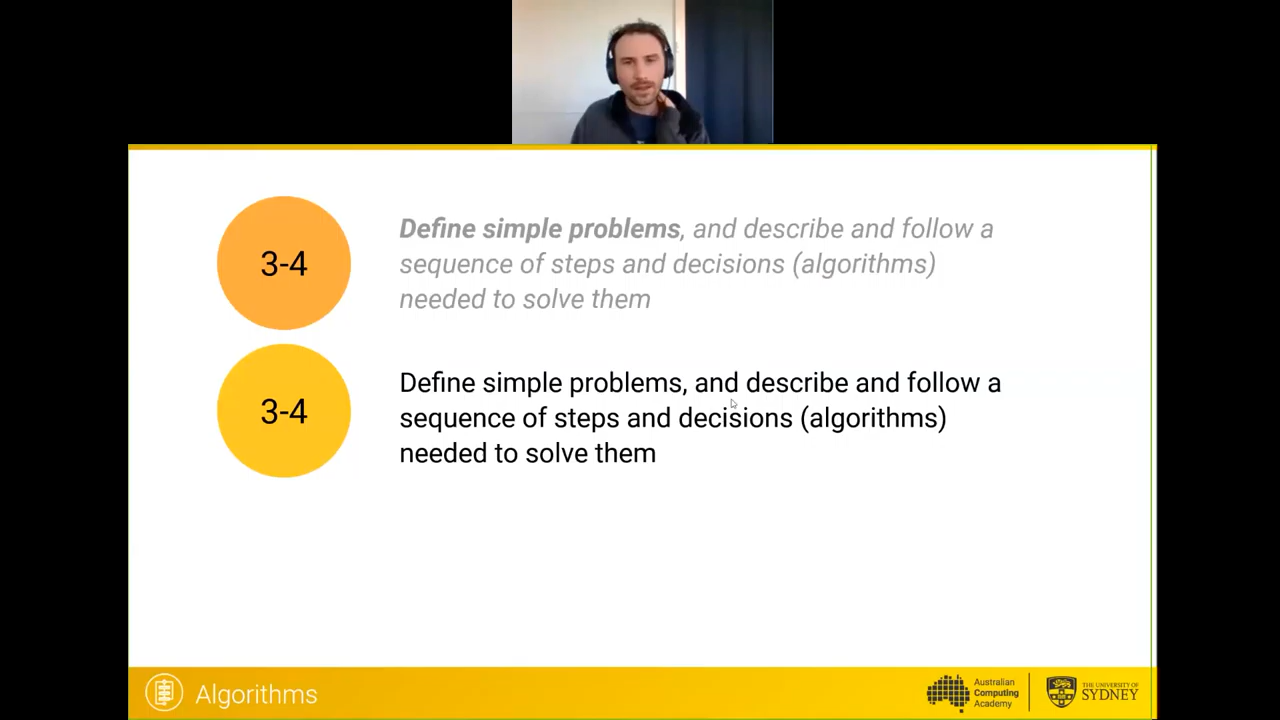 3-4
Define simple problems, and describe and follow a
sequence of steps and decisions (algorithms)
needed to solve them
3-4
Define simple problems, and describe and follow a
sequence of steps and decisions (algorithms)
needed to solve them
Algorithms
Australian
Computing
Academy
THE UNIVERSITY OF
SYDNEY